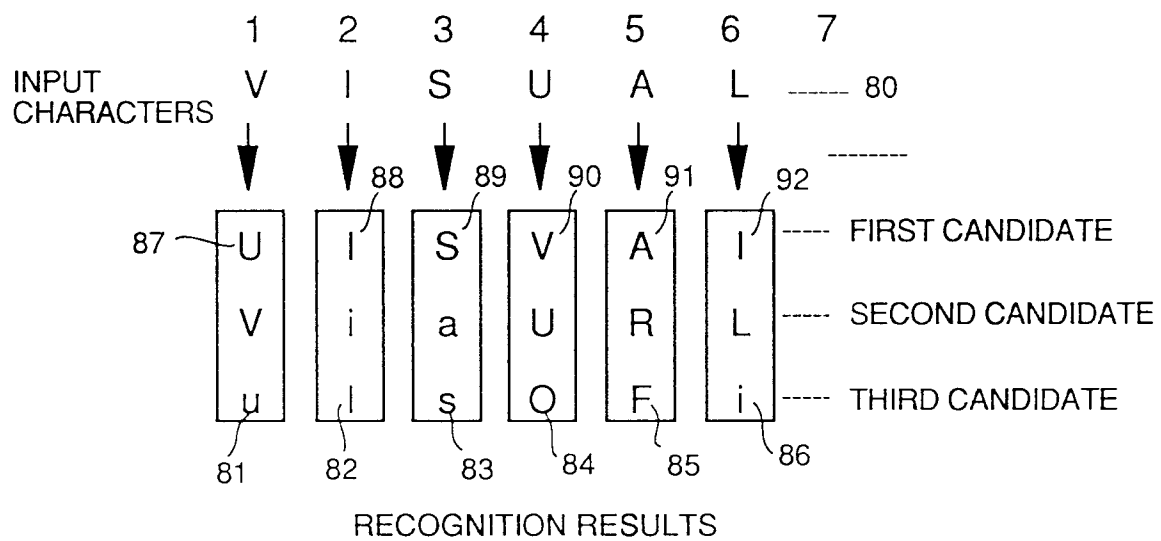 1 2 3 4 5 6 7
INPUT CHARACTERS V I S U A L ------ 80
88 89 90 91 92
87 U I S V A I ----- FIRST CANDIDATE
V i a U R L ----- SECOND CANDIDATE
u l s O F i ----- THIRD CANDIDATE
81 82 83 84 85 86
RECOGNITION RESULTS